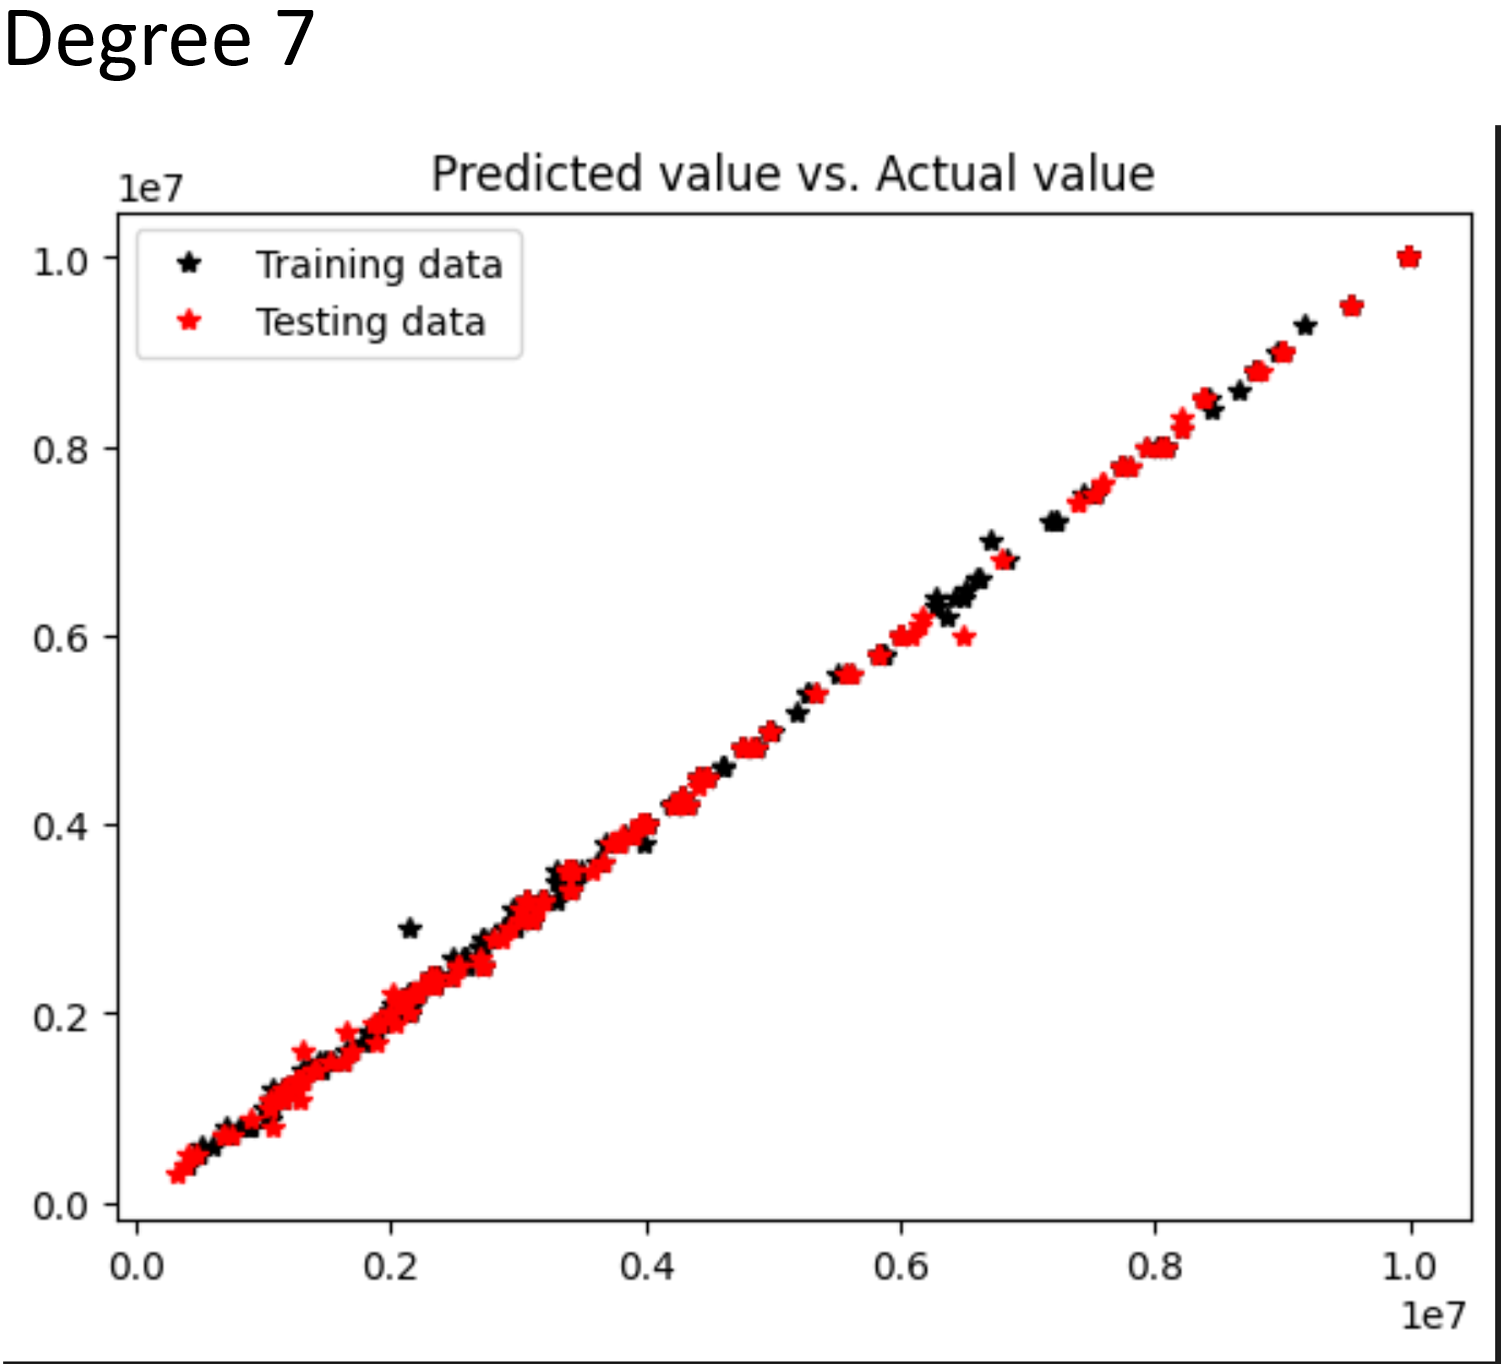 Degree 7
Predicted value vs. Actual value
1e7
Training data
Testing data
1.0
0.8
0.6
0.4
0.2
0.0
0.0 0.2 0.4 0.6 0.8 1.0
1e7